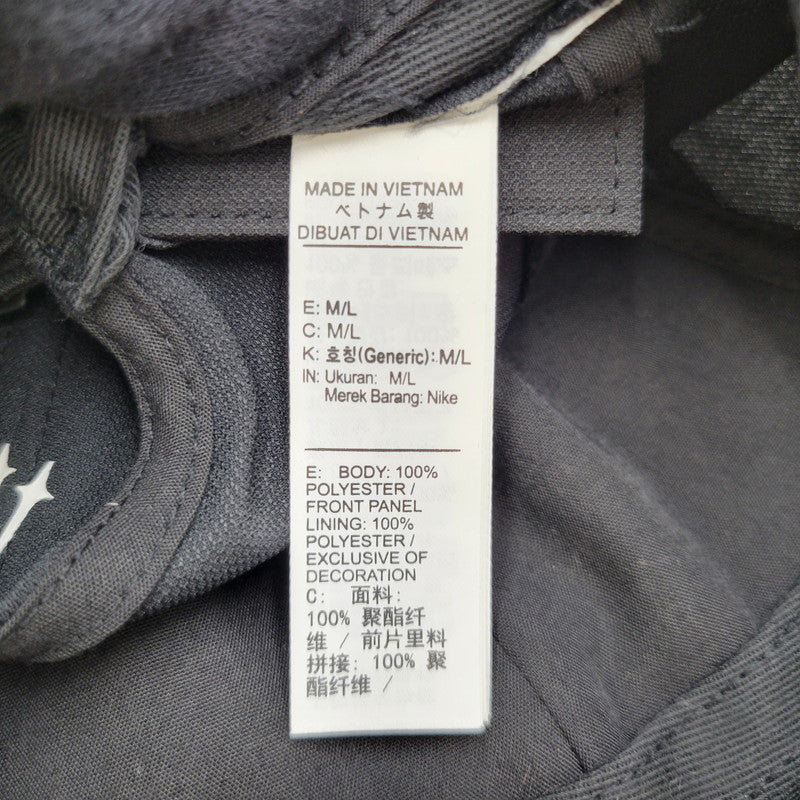 MADE IN VIETNAM
ベトナム製
DIBUAT DI VIETNAM
E: M/L
C: M/L
K: 호칭(Generic): M/L
IN: Ukuran: M/L
Merek Barang: Nike
E: BODY: 100%
POLYESTER /
FRONT PANEL
LINING: 100%
POLYESTER /
EXCLUSIVE OF
DECORATION
C: 面料:
100% 聚酯纤
维 / 前片里料
拼接: 100% 聚
酯纤维 /